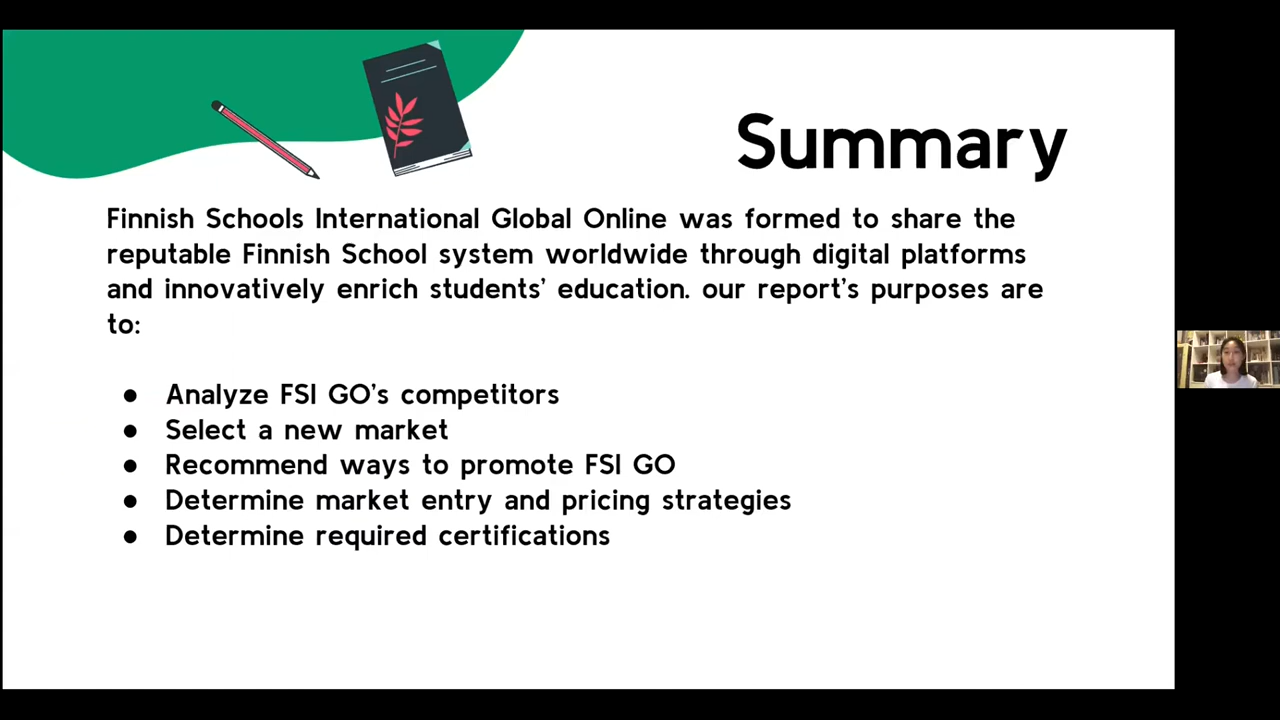 Summary
Finnish Schools International Global Online was formed to share the
reputable Finnish School system worldwide through digital platforms
and innovatively enrich students’ education. our report’s purposes are
to:
● Analyze FSI GO’s competitors
● Select a new market
● Recommend ways to promote FSI GO
● Determine market entry and pricing strategies
● Determine required certifications